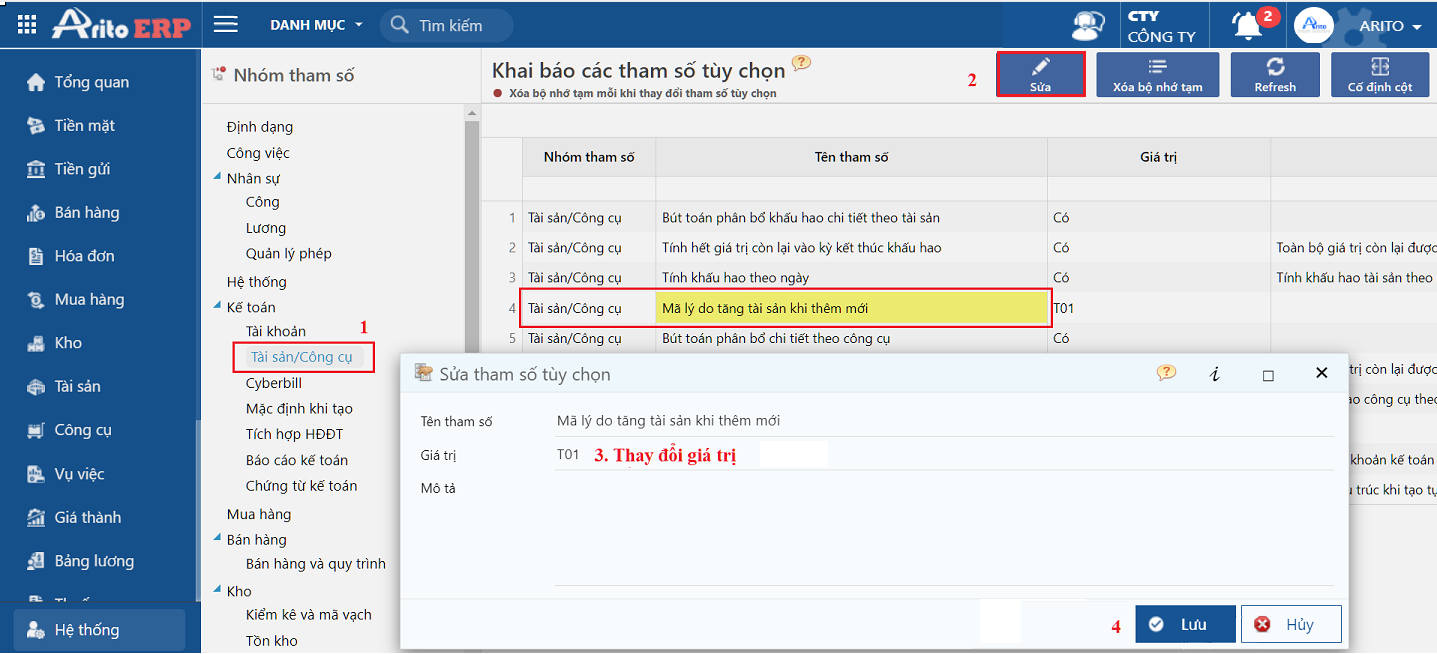 Arito ERP
DANH MỤC
Tìm kiếm
CTY
CÔNG TY
2
Arito
ARITO
Tổng quan
Tiền mặt
Tiền gửi
Bán hàng
Hóa đơn
Mua hàng
Kho
Tài sản
Công cụ
Vụ việc
Giá thành
Bảng lương
Hệ thống
Nhóm tham số
Định dạng
Công việc
Nhân sự
Công
Lương
Quản lý phép
Hệ thống
Kế toán
Tài khoản
1
Tài sản/Công cụ
Cyberbill
Mặc định khi tạo
Tích hợp HĐĐT
Báo cáo kế toán
Chứng từ kế toán
Mua hàng
Bán hàng
Bán hàng và quy trình
Kho
Kiểm kê và mã vạch
Tồn kho
Khai báo các tham số tùy chọn
?
Xóa bộ nhớ tạm mỗi khi thay đổi tham số tùy chọn
2
Sửa
Xóa bộ nhớ tạm
Refresh
Cố định cột
Nhóm tham số Tên tham số Giá trị
1 Tài sản/Công cụ Bút toán phân bổ khấu hao chi tiết theo tài sản Có
2 Tài sản/Công cụ Tính hết giá trị còn lại vào kỳ kết thúc khấu hao Có Toàn bộ giá trị còn lại được
3 Tài sản/Công cụ Tính khấu hao theo ngày Có Tính khấu hao tài sản theo
4 Tài sản/Công cụ Mã lý do tăng tài sản khi thêm mới T01
5 Tài sản/Công cụ Bút toán phân bổ chi tiết theo công cụ Có
trị còn lại được
công cụ theo
khoản kế toán
trúc khi tạo tự
Sửa tham số tùy chọn
? i
Tên tham số Mã lý do tăng tài sản khi thêm mới
Giá trị T01 3. Thay đổi giá trị
Mô tả
4
Lưu
Hủy